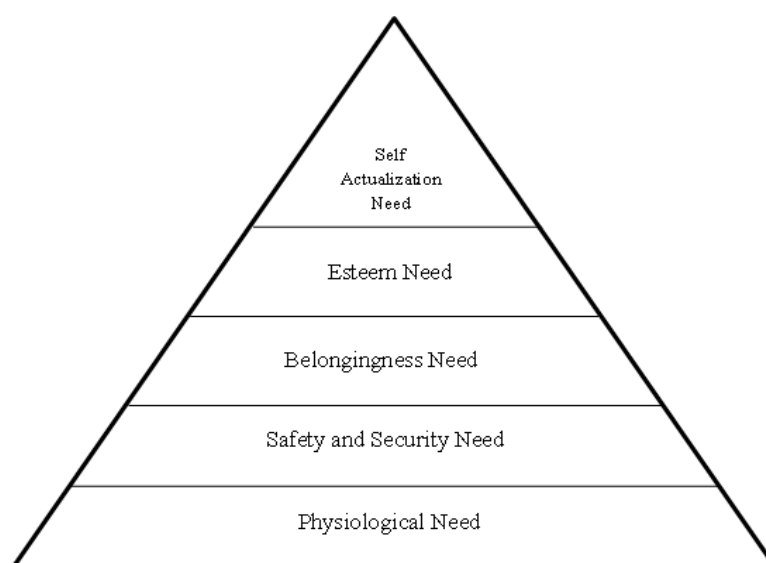 Self
Actualization
Need
Esteem Need
Belongingness Need
Safety and Security Need
Physiological Need